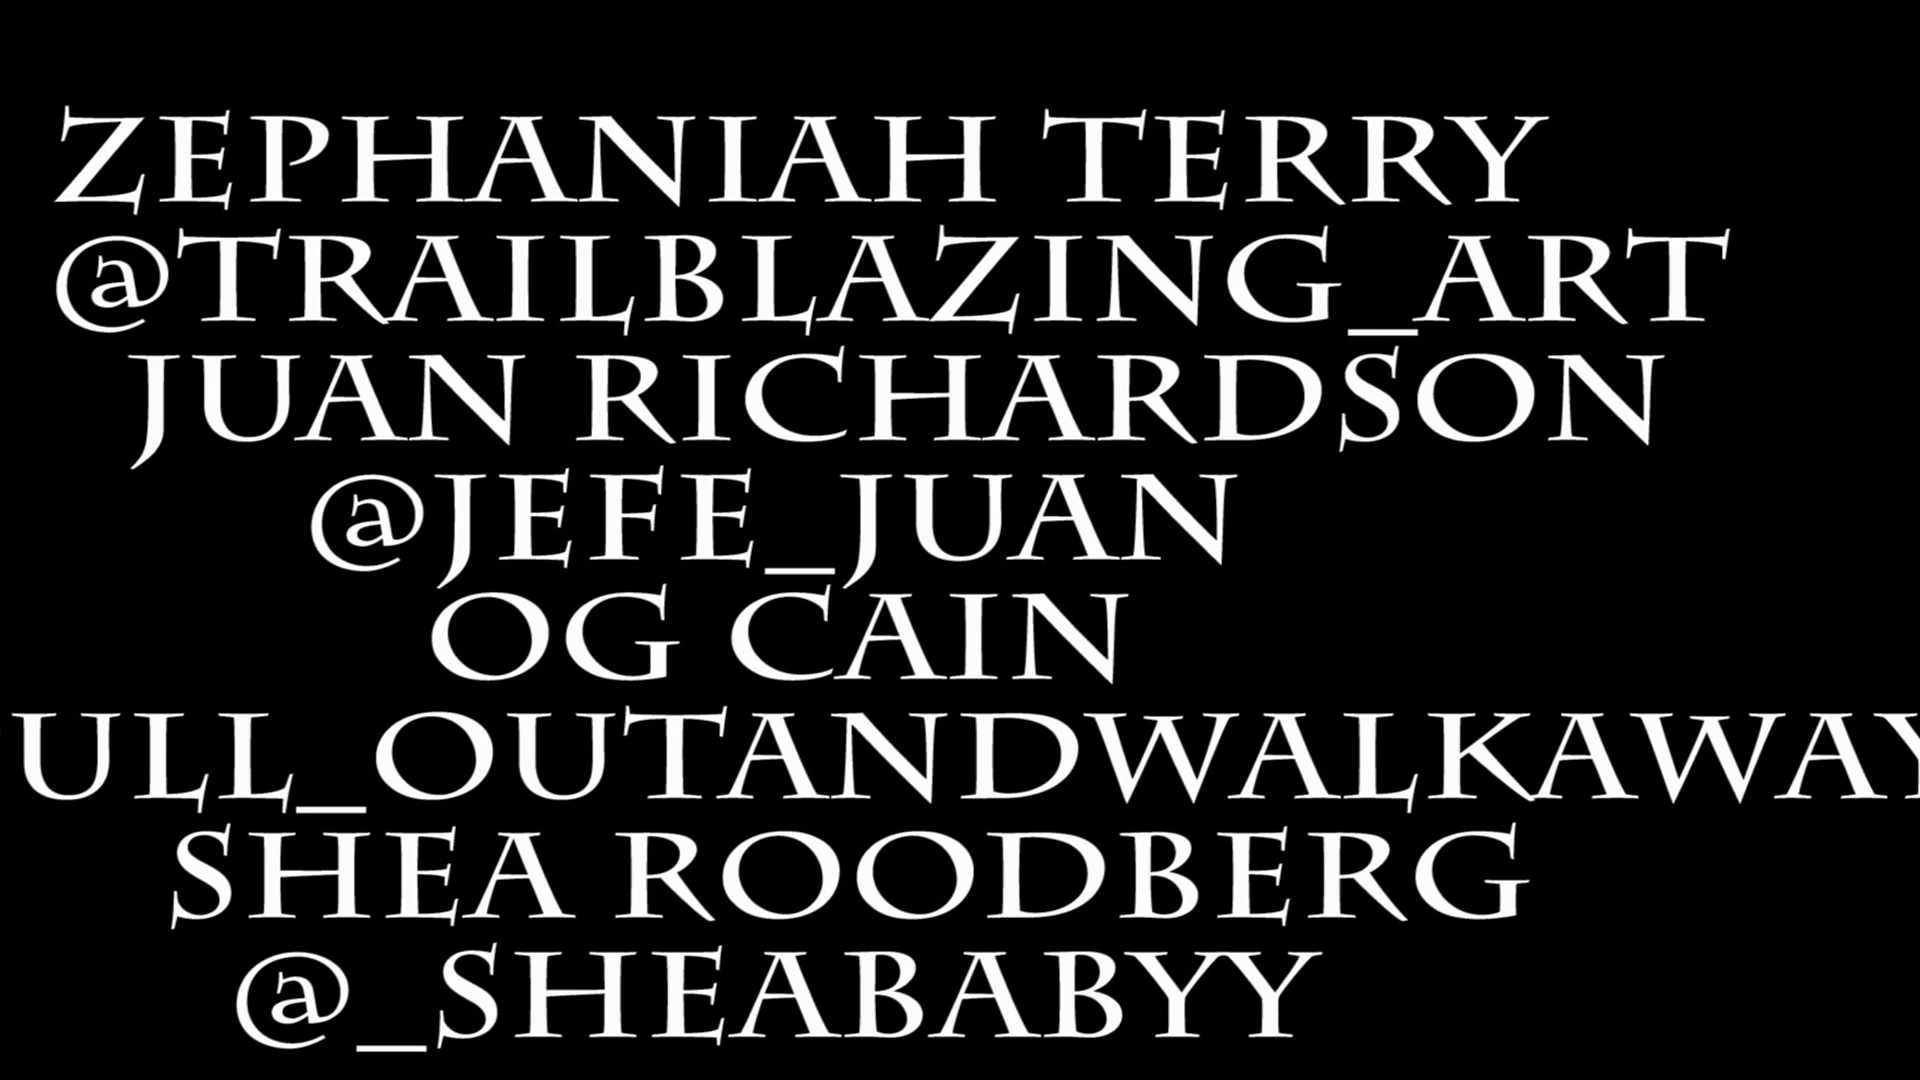 ZEPHANIAH TERRY
@TRAILBLAZING_ART
JUAN RICHARDSON
@JEFE_JUAN
OG CAIN
ULL_OUTANDWALKAWAY
SHEA ROODBERG
@_SHEABABYY